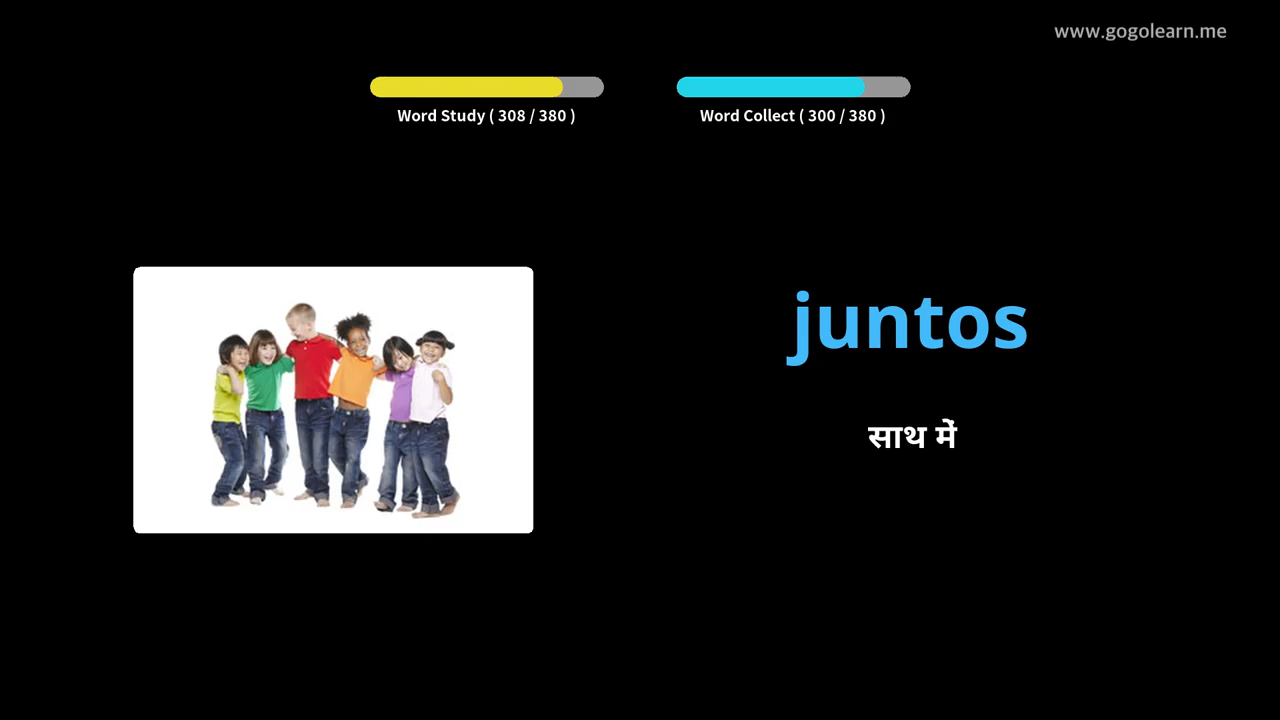 www.gogolearn.me
Word Study ( 308 / 380 )
Word Collect ( 300 / 380 )
juntos
साथ में